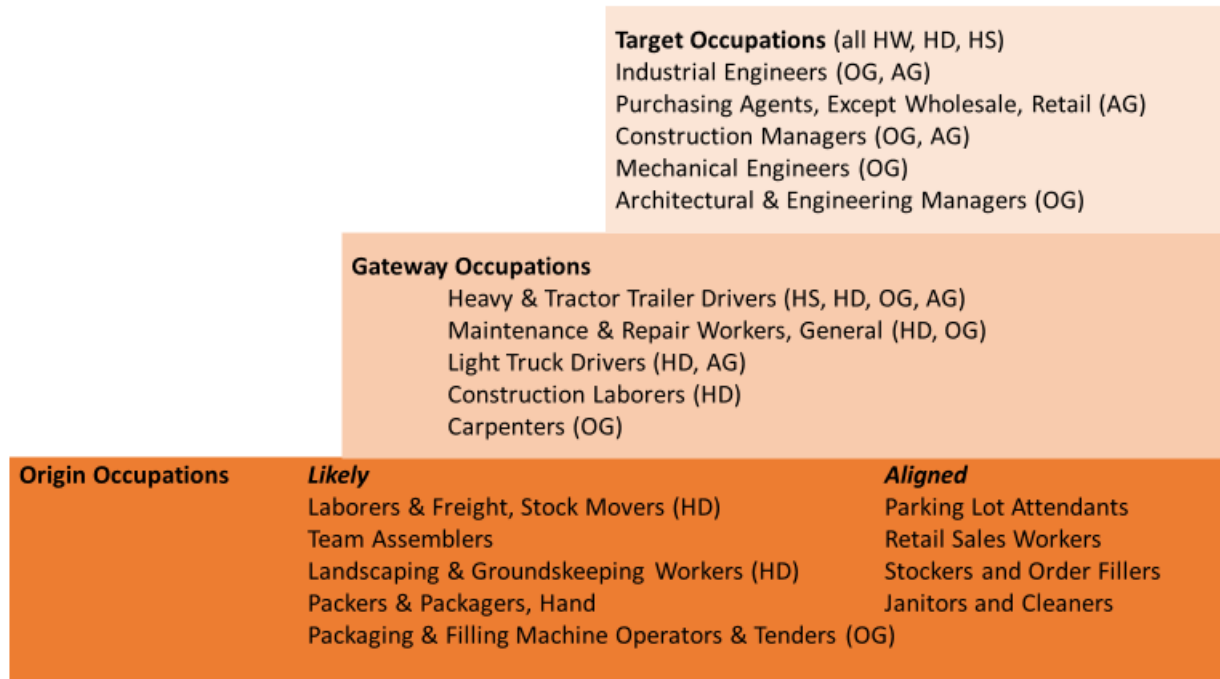 Target Occupations (all HW, HD, HS)
Industrial Engineers (OG, AG)
Purchasing Agents, Except Wholesale, Retail (AG)
Construction Managers (OG, AG)
Mechanical Engineers (OG)
Architectural & Engineering Managers (OG)
Gateway Occupations
Heavy & Tractor Trailer Drivers (HS, HD, OG, AG)
Maintenance & Repair Workers, General (HD, OG)
Light Truck Drivers (HD, AG)
Construction Laborers (HD)
Carpenters (OG)
Origin Occupations
Likely
Laborers & Freight, Stock Movers (HD)
Team Assemblers
Landscaping & Groundskeeping Workers (HD)
Packers & Packagers, Hand
Packaging & Filling Machine Operators & Tenders (OG)
Aligned
Parking Lot Attendants
Retail Sales Workers
Stockers and Order Fillers
Janitors and Cleaners